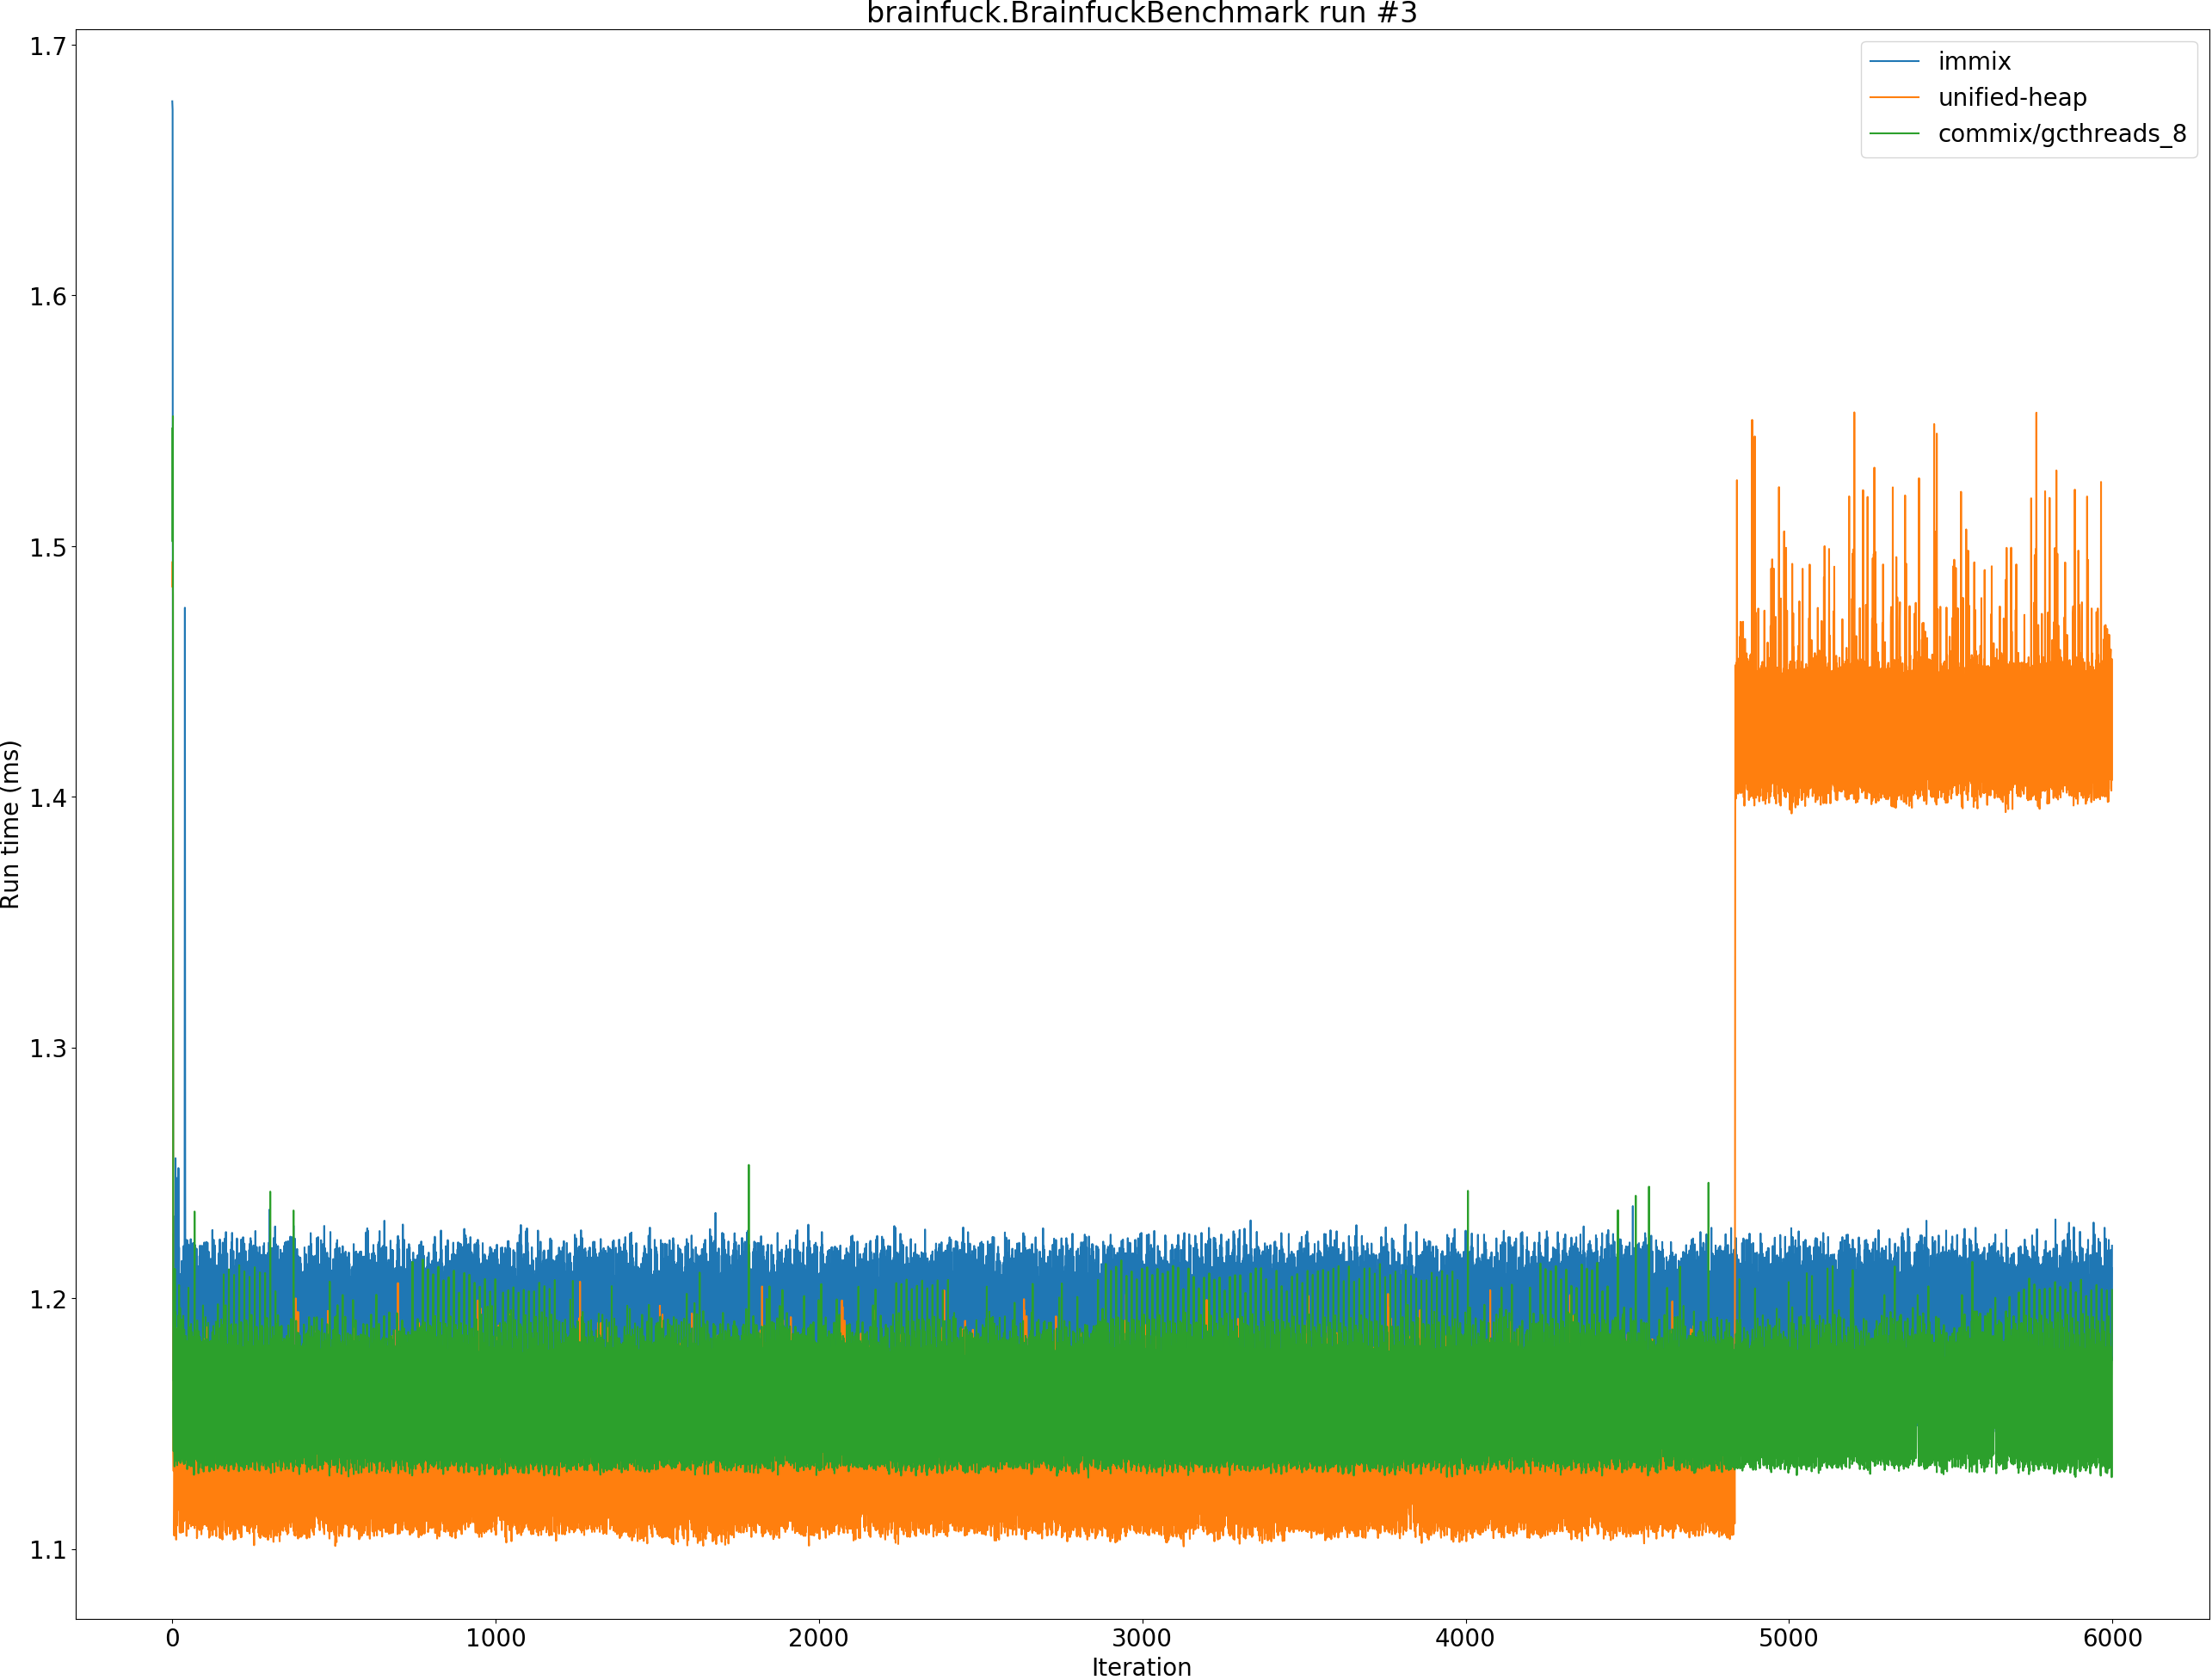 brainfuck.BrainfuckBenchmark run #3
immix
unified-heap
commix/gcthreads_8
Run time (ms)
1.7
1.6
1.5
1.4
1.3
1.2
1.1
0 1000 2000 3000 4000 5000 6000
Iteration